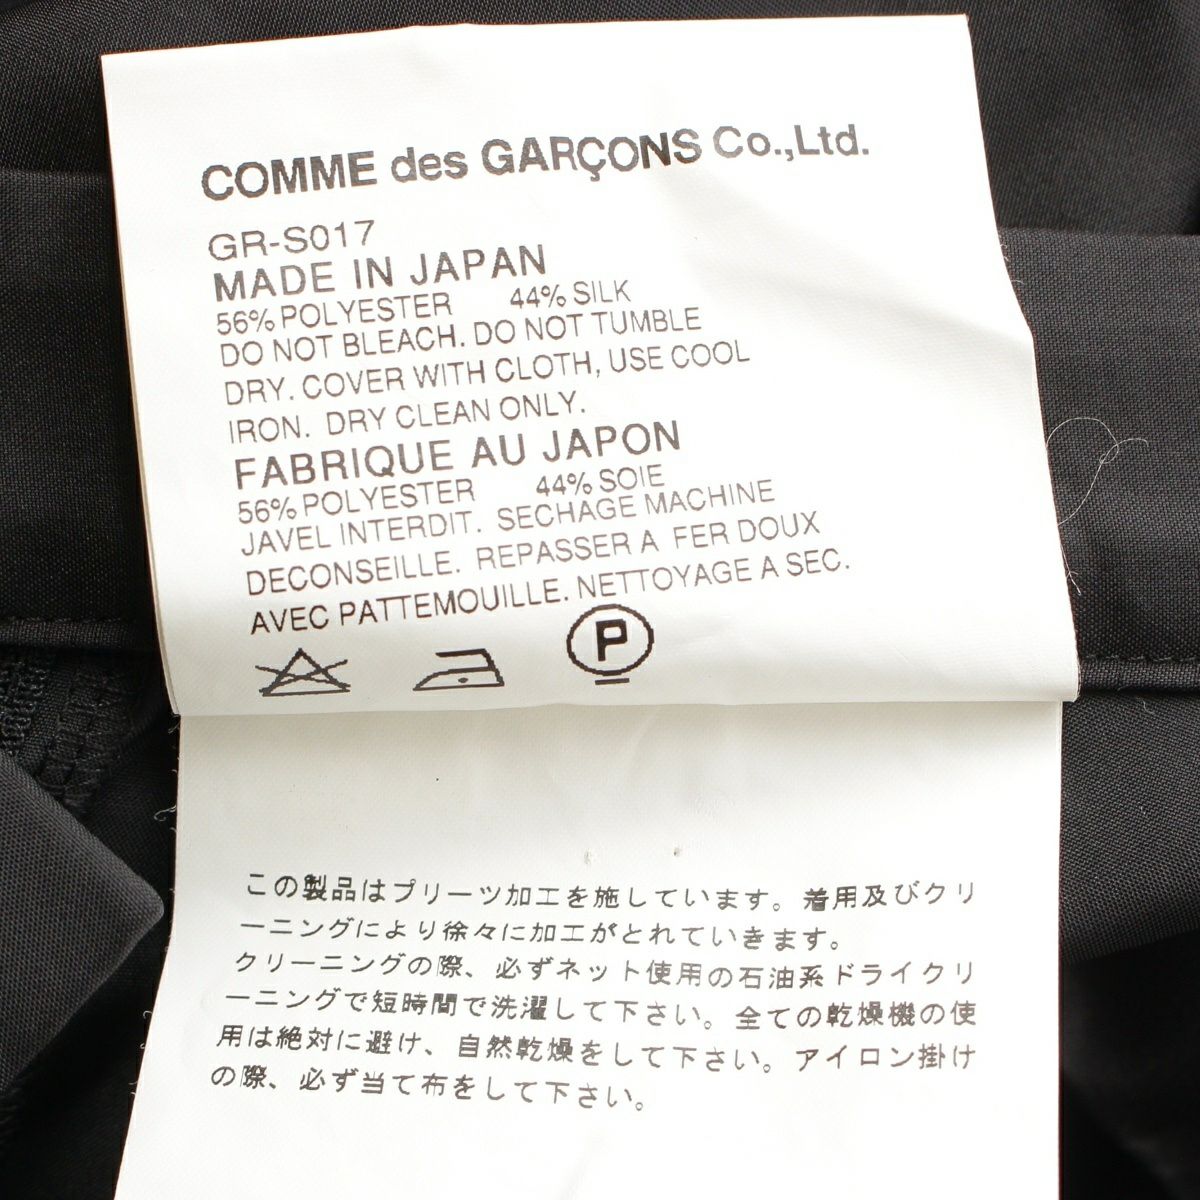 COMME des GARÇONS Co.,Ltd.
GR-S017
MADE IN JAPAN
56% POLYESTER 44% SILK
DO NOT BLEACH. DO NOT TUMBLE
DRY. COVER WITH CLOTH, USE COOL
IRON. DRY CLEAN ONLY.
FABRIQUE AU JAPON
56% POLYESTER 44% SOIE
JAVEL INTERDIT. SECHAGE MACHINE
DECONSEILLE. REPASSER A FER DOUX
AVEC PATTEMOUILLE. NETTOYAGE A SEC.
P
この製品はプリーツ加工を施しています。着用及びクリ
ーニングにより徐々に加工がとれていきます。
クリーニングの際、必ずネット使用の石油系ドライクリ
ーニングで短時間で洗濯して下さい。全ての乾燥機の使
用は絶対に避け、自然乾燥をして下さい。アイロン掛け
の際、必ず当て布をして下さい。